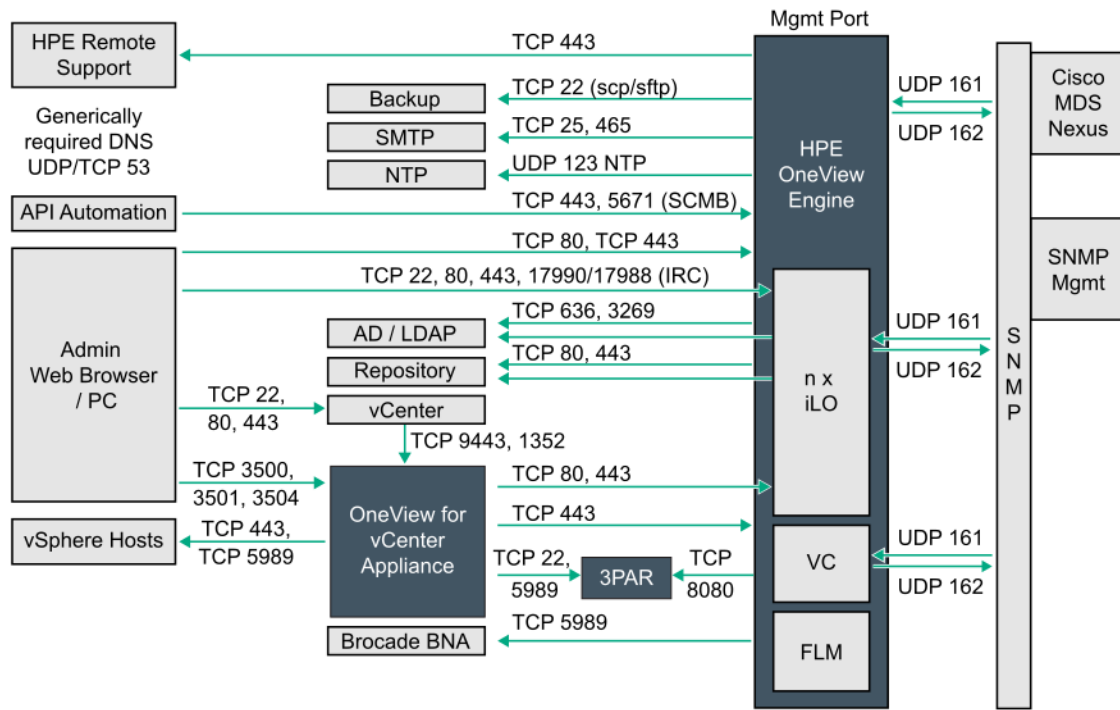 Mgmt Port
HPE Remote
Support
TCP 443
Generically
required DNS
UDP/TCP 53
Backup
TCP 22 (scp/sftp)
SMTP
TCP 25, 465
NTP
UDP 123 NTP
HPE
OneView
Engine
UDP 161
UDP 162
Cisco
MDS
Nexus
API Automation
TCP 443, 5671 (SCMB)
TCP 80, TCP 443
TCP 22, 80, 443, 17990/17988 (IRC)
SNMP
Mgmt
Admin
Web Browser
/ PC
TCP 636, 3269
AD / LDAP
TCP 80, 443
Repository
n x
iLO
UDP 161
UDP 162
S
N
M
P
TCP 22,
80, 443
vCenter
TCP 9443, 1352
TCP 3500,
3501, 3504
OneView for
vCenter
Appliance
TCP 80, 443
TCP 443
vSphere Hosts
TCP 443,
TCP 5989
TCP 22,
5989
3PAR
TCP
8080
VC
UDP 161
UDP 162
Brocade BNA
TCP 5989
FLM